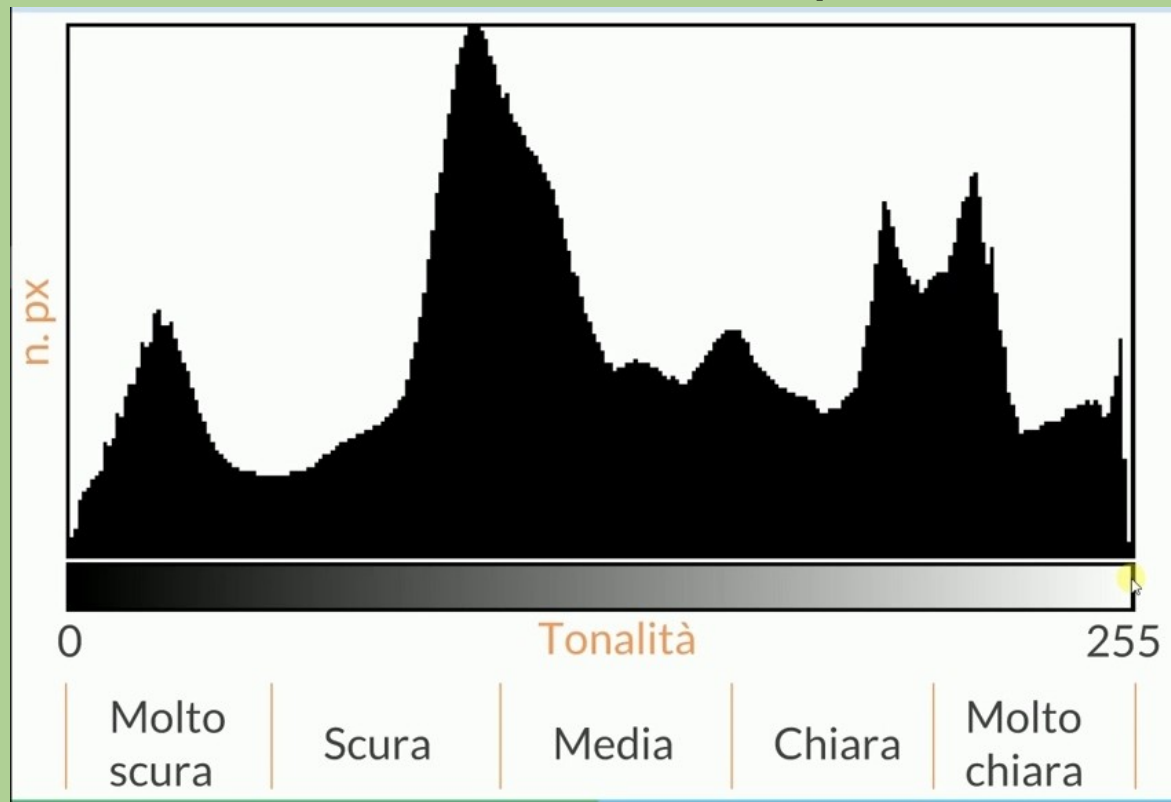 n. px
0
Tonalità
255
Molto
scura
Scura
Media
Chiara
Molto
chiara